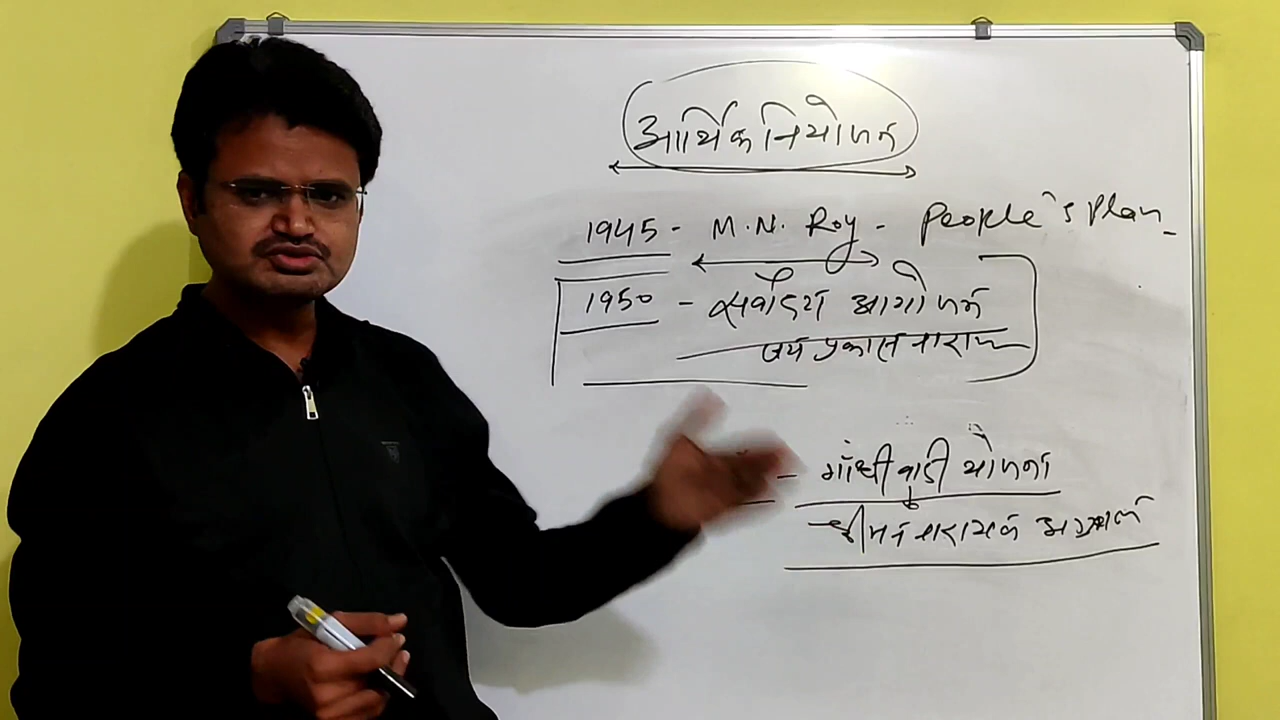 आर्थिक नियोजन
1945 - M.N. Roy - People's Plan
1950 - सर्वोदय आयोजन
जय प्रकाश नारायण
- गाँधीवादी योजना
श्रीमन नारायण अग्रवाल